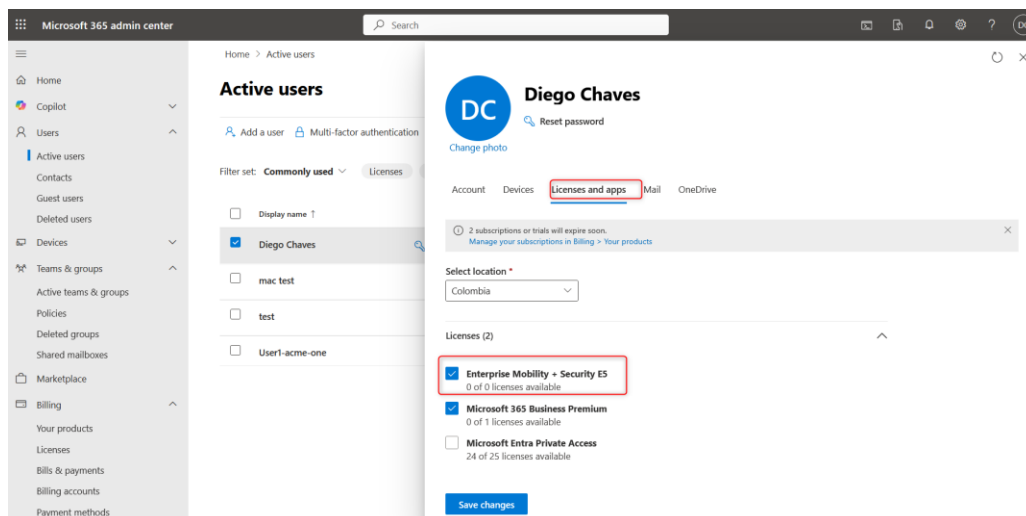 Microsoft 365 admin center
Search
?
DC
Home
Copilot
Users
Active users
Contacts
Guest users
Deleted users
Devices
Teams & groups
Active teams & groups
Policies
Deleted groups
Shared mailboxes
Marketplace
Billing
Your products
Licenses
Bills & payments
Billing accounts
Payment methods
Home > Active users
Active users
Add a user Multi-factor authentication
Filter set: Commonly used Licenses
Display name ↑
Diego Chaves
mac test
test
User1-acme-one
DC
Diego Chaves
Reset password
Change photo
Account Devices Licenses and apps Mail OneDrive
2 subscriptions or trials will expire soon.
Manage your subscriptions in Billing > Your products
Select location *
Colombia
Licenses (2)
Enterprise Mobility + Security E5
0 of 0 licenses available
Microsoft 365 Business Premium
0 of 1 licenses available
Microsoft Entra Private Access
24 of 25 licenses available
Save changes